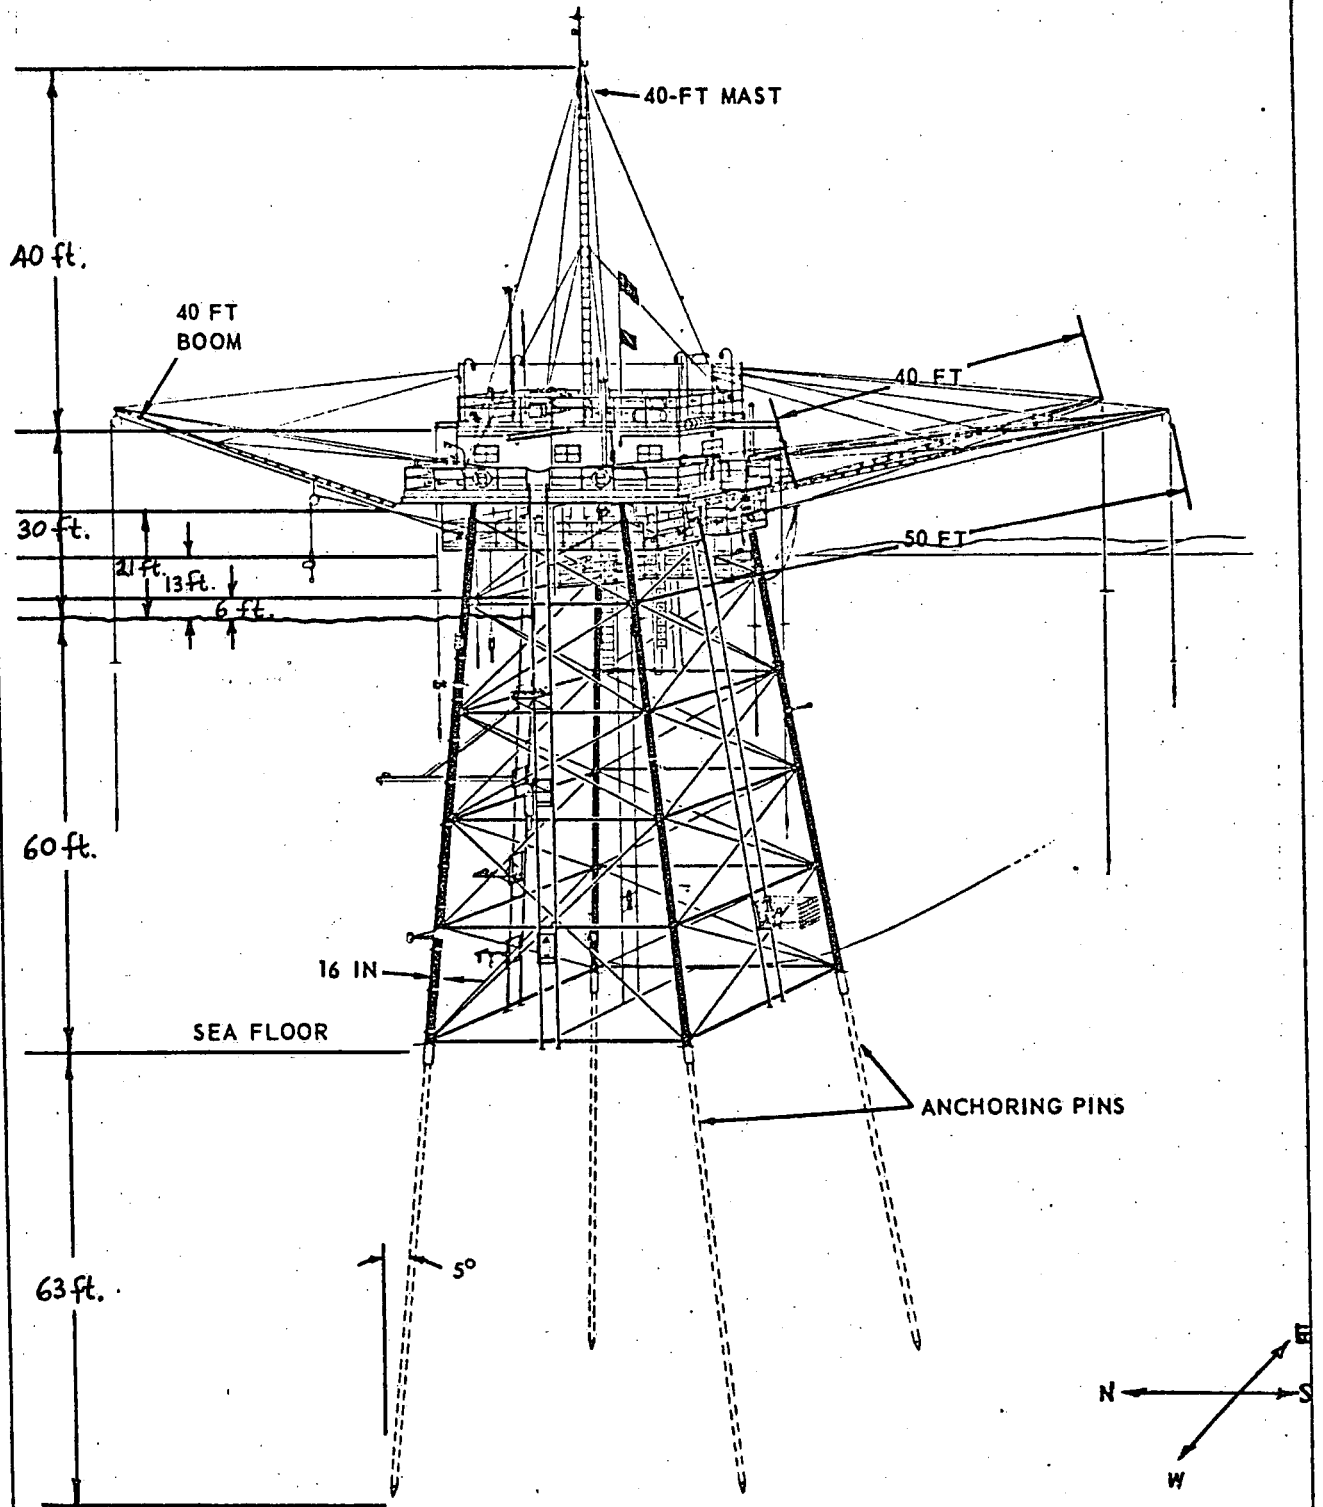 40-FT MAST
40 ft.
40 FT
BOOM
40 FT
30 ft.
50 FT
21 ft.
13 ft.
6 ft.
60 ft.
16 IN
SEA FLOOR
ANCHORING PINS
5°
63 ft.
E
N
S
W